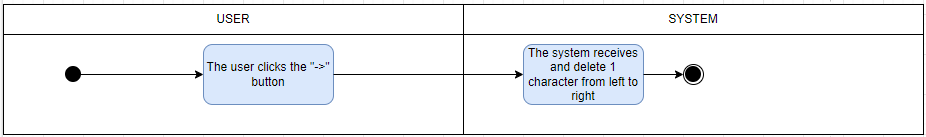 USER
SYSTEM
The user clicks the "->"
button
The system receives
and delete 1
character from left to
right